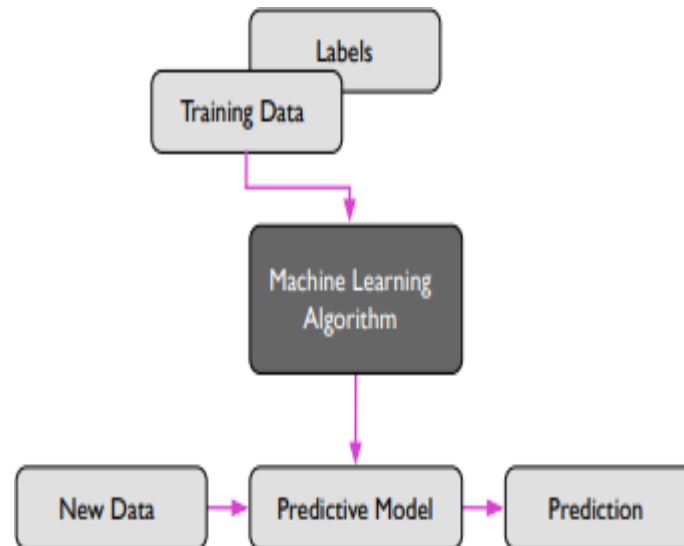 Labels
Training Data
Machine Learning
Algorithm
New Data
Predictive Model
Prediction